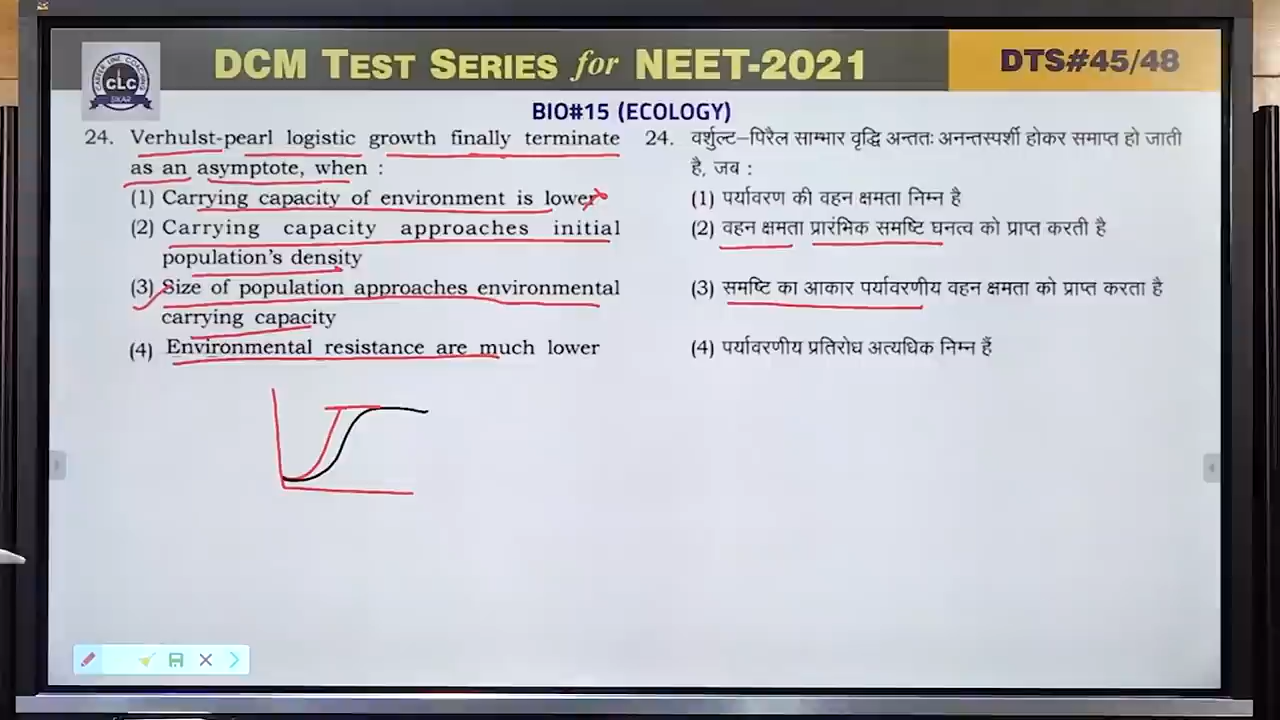 DCM TEST SERIES for NEET-2021
DTS#45/48
CLC
SIKAR
BIO#15 (ECOLOGY)
24. Verhulst-pearl logistic growth finally terminate
as an asymptote, when :
(1) Carrying capacity of environment is lower
(2) Carrying capacity approaches initial
population's density
(3) Size of population approaches environmental
carrying capacity
(4) Environmental resistance are much lower
24. वर्शुल्ट–पिरैल साम्भार वृद्धि अन्ततः अनन्तस्पर्शी होकर समाप्त हो जाती
है, जब :
(1) पर्यावरण की वहन क्षमता निम्न है
(2) वहन क्षमता प्रारंभिक समष्टि घनत्व को प्राप्त करती है
(3) समष्टि का आकार पर्यावरणीय वहन क्षमता को प्राप्त करता है
(4) पर्यावरणीय प्रतिरोध अत्यधिक निम्न हैं